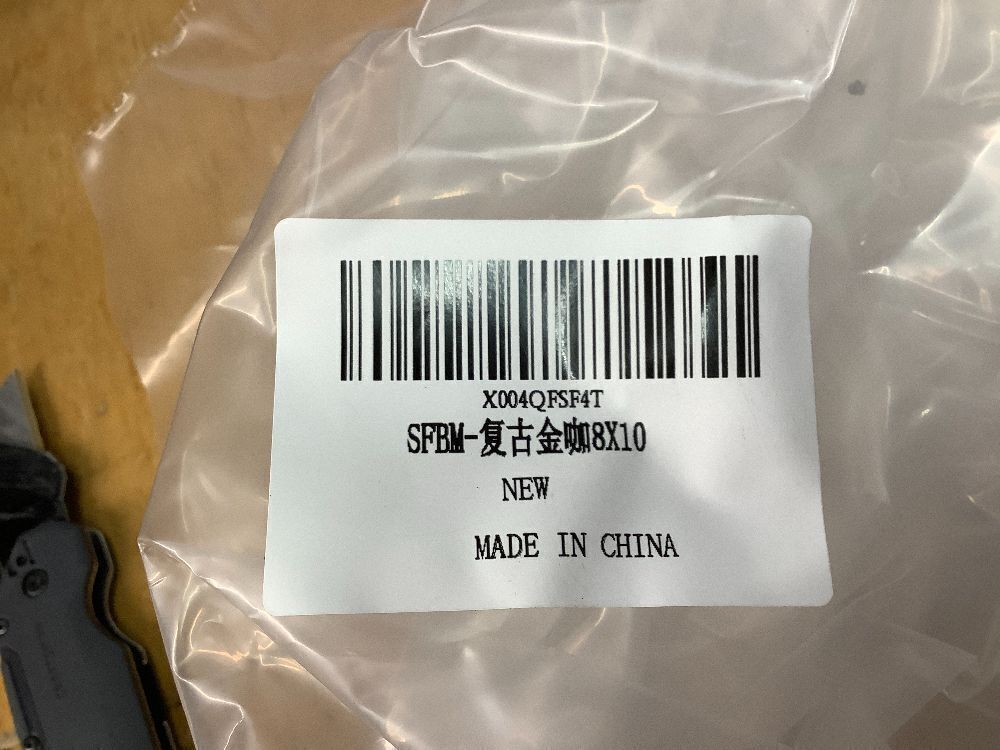 X004QFSF4T
SFBM-复古金咖8X10
NEW
MADE IN CHINA